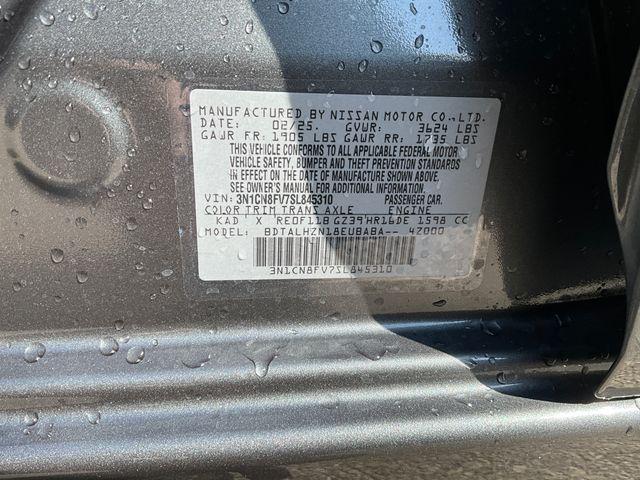 MANUFACTURED BY NISSAN MOTOR CO., LTD.
DATE: 02/25. GVWR: 3624 LBS
GAWR FR: 1905 LBS GAWR RR: 1735 LBS
THIS VEHICLE CONFORMS TO ALL APPLICABLE FEDERAL MOTOR
VEHICLE SAFETY, BUMPER AND THEFT PREVENTION STANDARDS
IN EFFECT ON THE DATE OF MANUFACTURE SHOWN ABOVE.
SEE OWNER'S MANUAL FOR ADDITIONAL INFORMATION.
VIN: 3N1CN8FV7SL845310 PASSENGER CAR.
COLOR TRIM TRANS AXLE ENGINE
KAD X RE0F11B GZ39 HR16DE 1598 CC
MODEL: BDTALHZN18EUBABA-- 4Z000
3N1CN8FV7SL845310